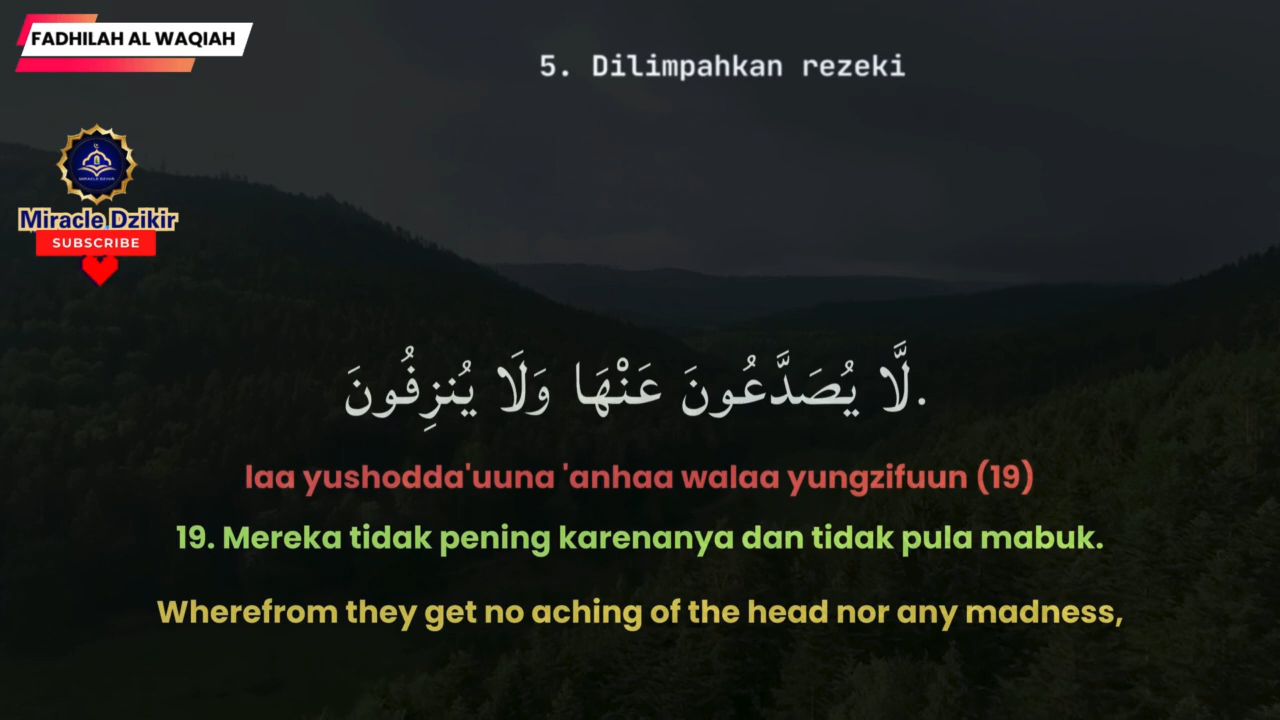 FADHILAH AL WAQIAH
5. Dilimpahkan rezeki
Miracle Dzikir
SUBSCRIBE
لَّا يُصَدَّعُونَ عَنْهَا وَلَا يُنزِفُونَ.
laa yushodda'uuna 'anhaa walaa yungzifuun (19)
19. Mereka tidak pening karenanya dan tidak pula mabuk.
Wherefrom they get no aching of the head nor any madness,